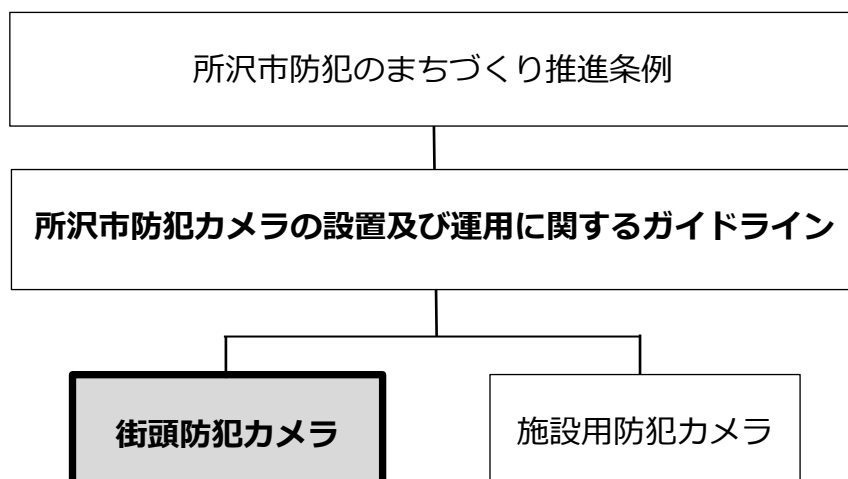 所沢市防犯のまちづくり推進条例
所沢市防犯カメラの設置及び運用に関するガイドライン
街頭防犯カメラ
施設用防犯カメラ